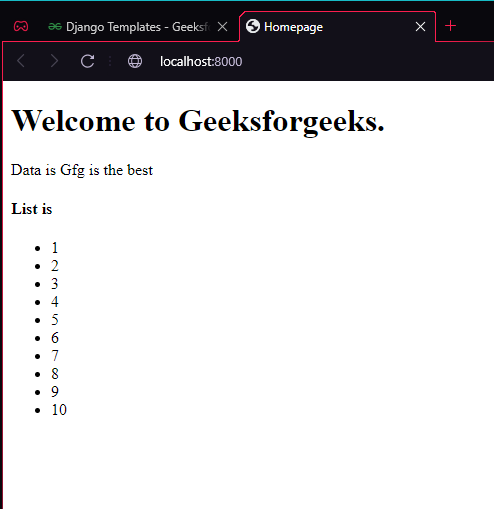 Django Templates - Geeksf
Homepage
localhost:8000
Welcome to Geeksforgeeks.
Data is Gfg is the best
List is
1
2
3
4
5
6
7
8
9
10